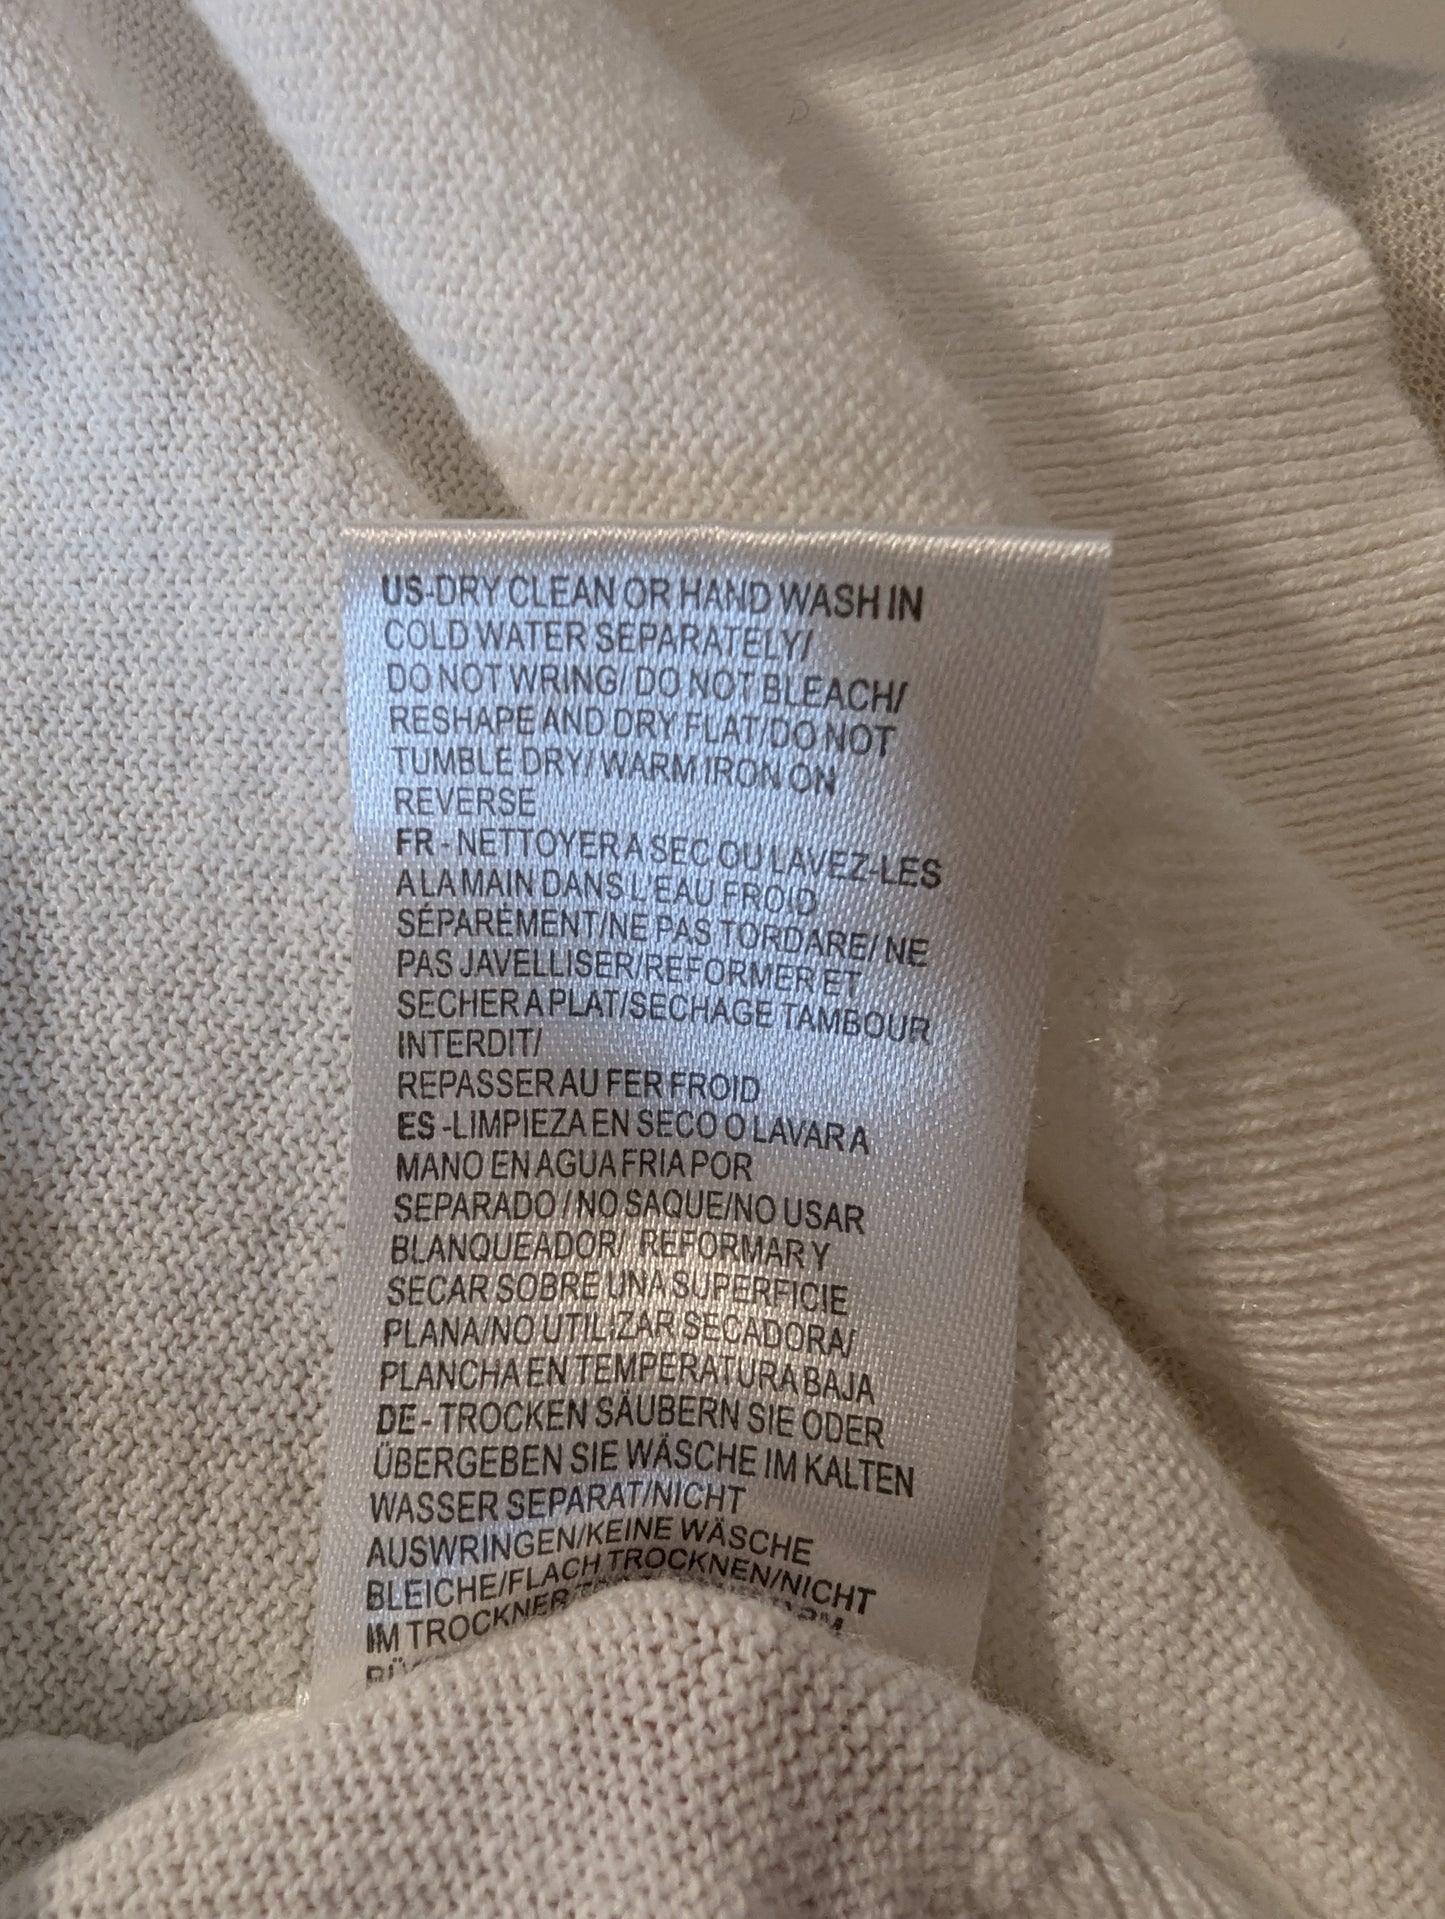 US-DRY CLEAN OR HAND WASH IN
COLD WATER SEPARATELY/
DO NOT WRING/ DO NOT BLEACH/
RESHAPE AND DRY FLAT/DO NOT
TUMBLE DRY/ WARM IRON ON
REVERSE
FR - NETTOYER A SEC OU LAVEZ-LES
A LA MAIN DANS L'EAU FROID
SÉPARÉMENT/NE PAS TORDARE/ NE
PAS JAVELLISER/REFORMER ET
SECHER A PLAT/SECHAGE TAMBOUR
INTERDIT/
REPASSER AU FER FROID
ES -LIMPIEZA EN SECO O LAVAR A
MANO EN AGUA FRIA POR
SEPARADO / NO SAQUE/NO USAR
BLANQUEADOR/ REFORMAR Y
SECAR SOBRE UNA SUPERFICIE
PLANA/NO UTILIZAR SECADORA/
PLANCHA EN TEMPERATURA BAJA
DE - TROCKEN SÄUBERN SIE ODER
ÜBERGEBEN SIE WÄSCHE IM KALTEN
WASSER SEPARAT/NICHT
AUSWRINGEN/KEINE WÄSCHE
BLEICHE/FLACH TROCKNEN/NICHT
IM TROCKNER